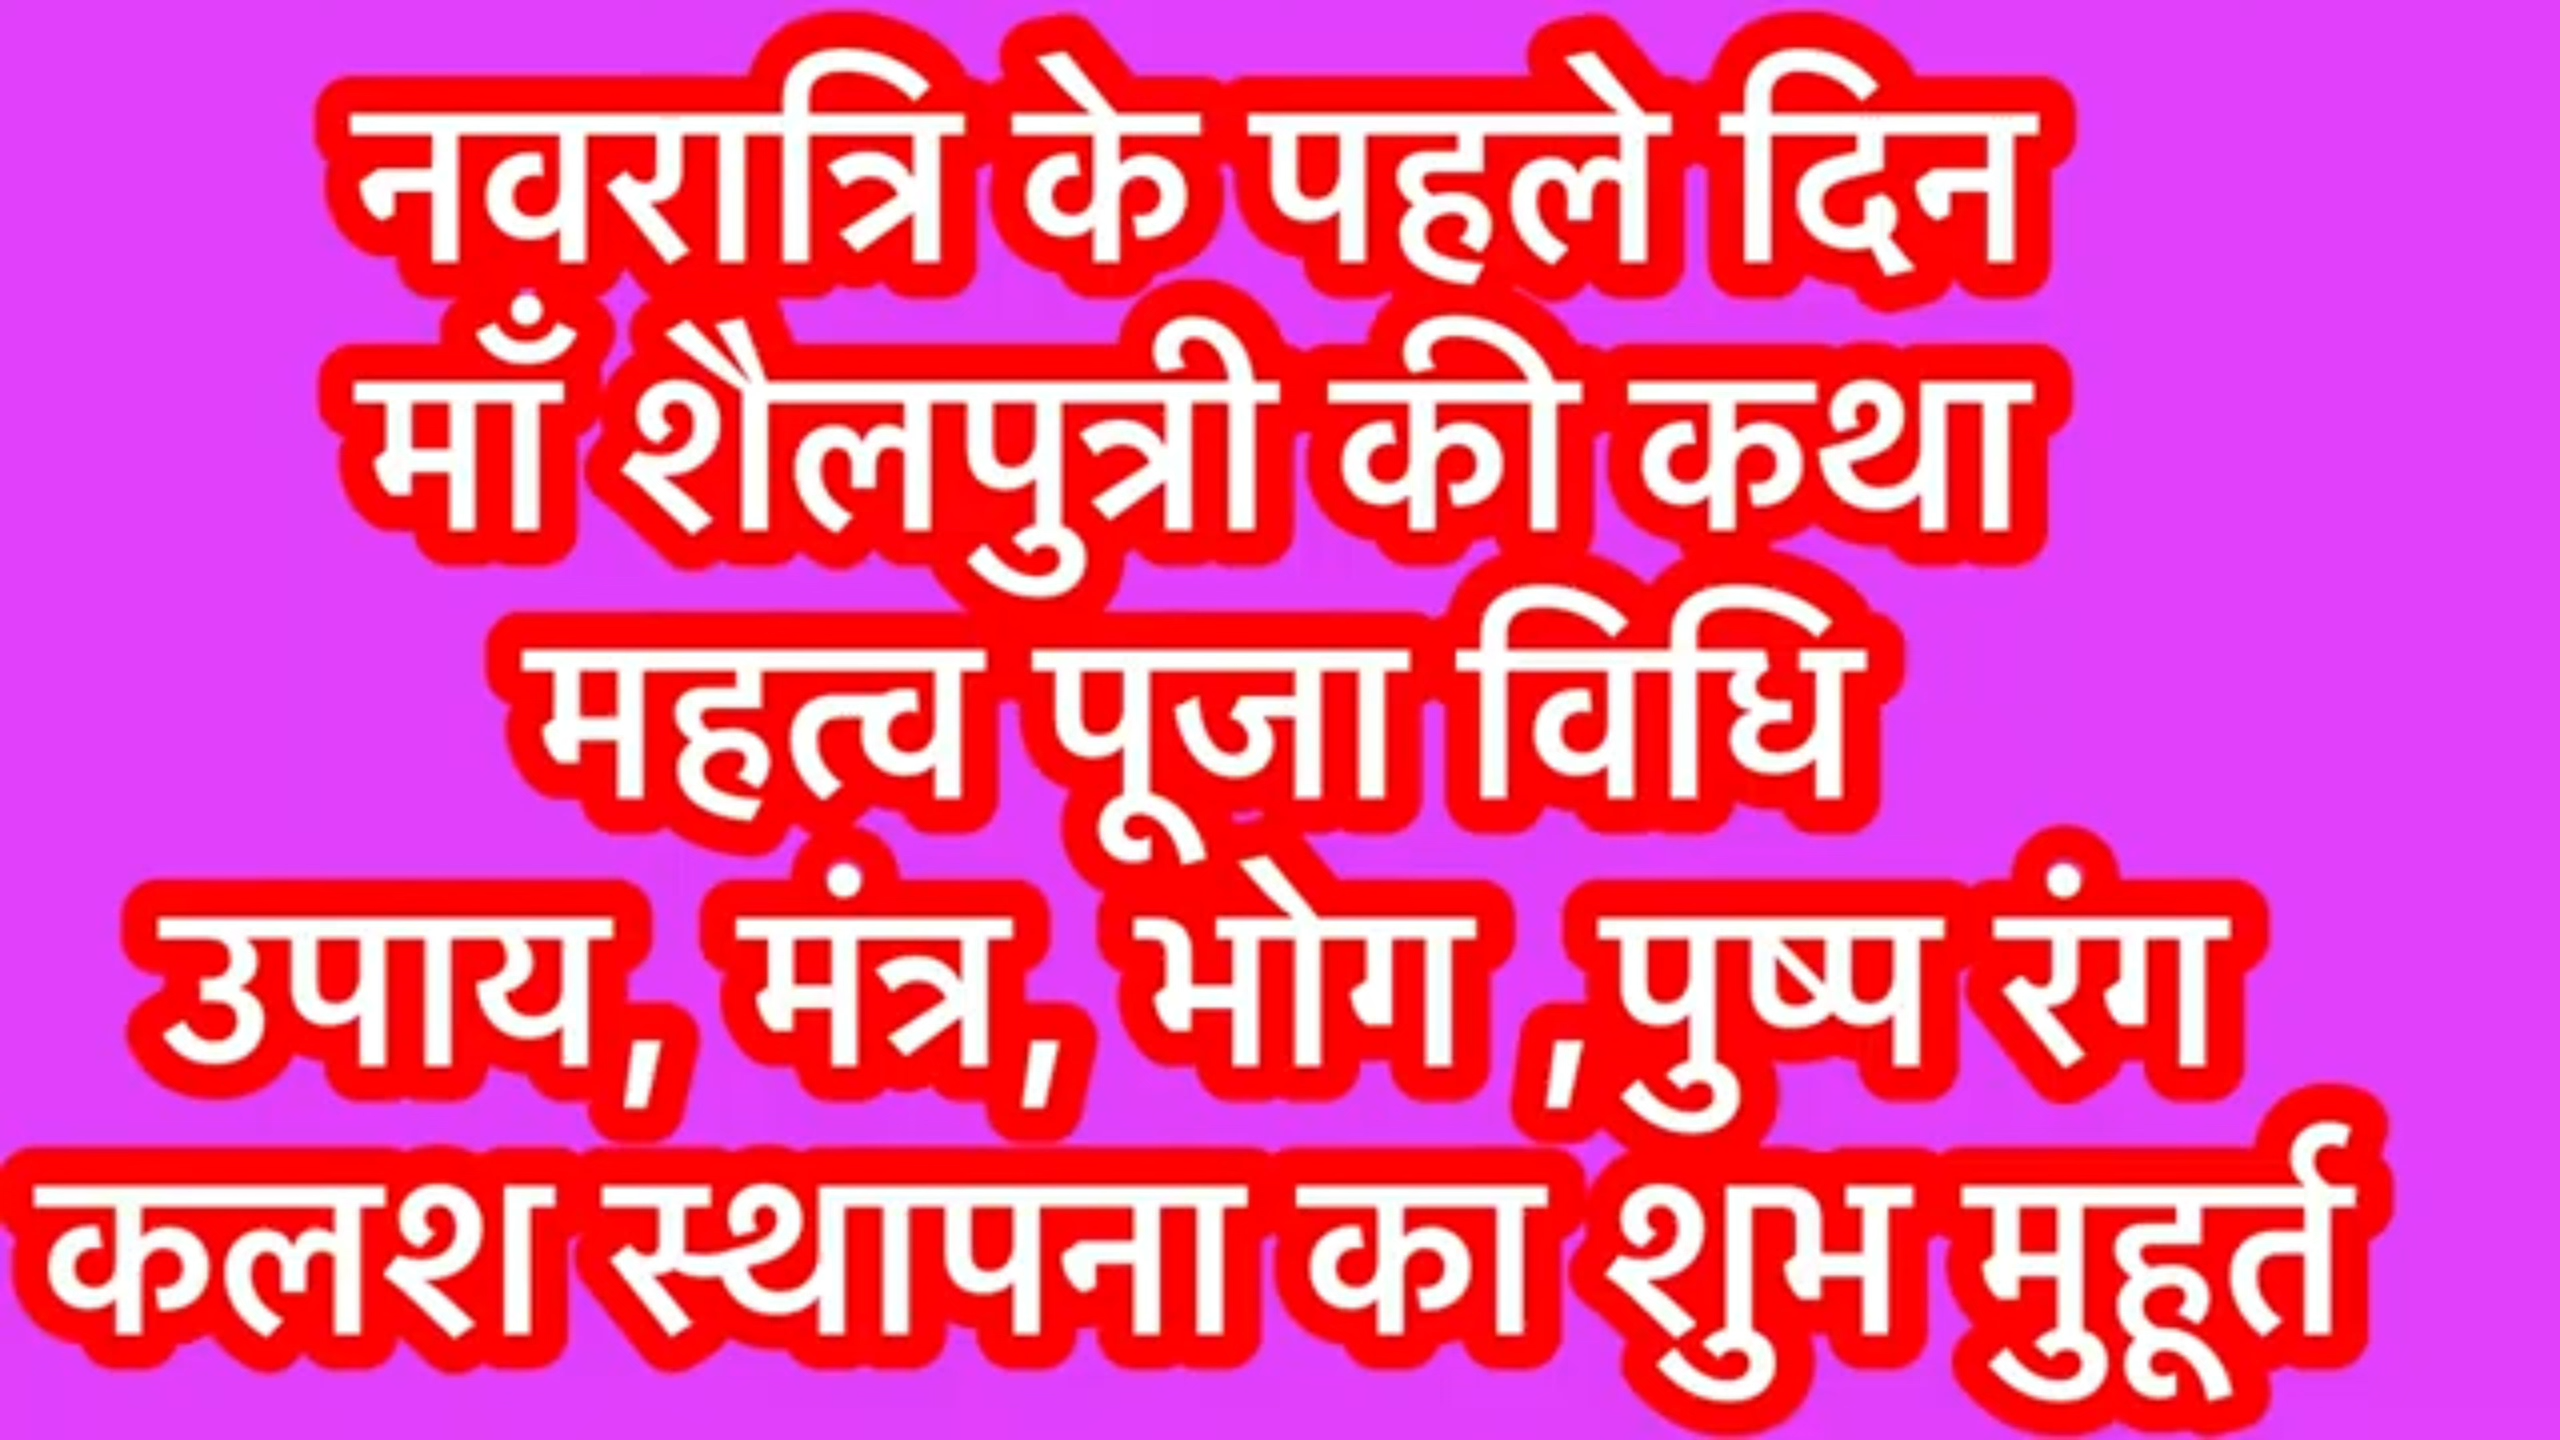 नवरात्रि के पहले दिन
माँ शैलपुत्री की कथा
महत्व पूजा विधि
उपाय, मंत्र, भोग ,पुष्प रंग
कलश स्थापना का शुभ मुहूर्त